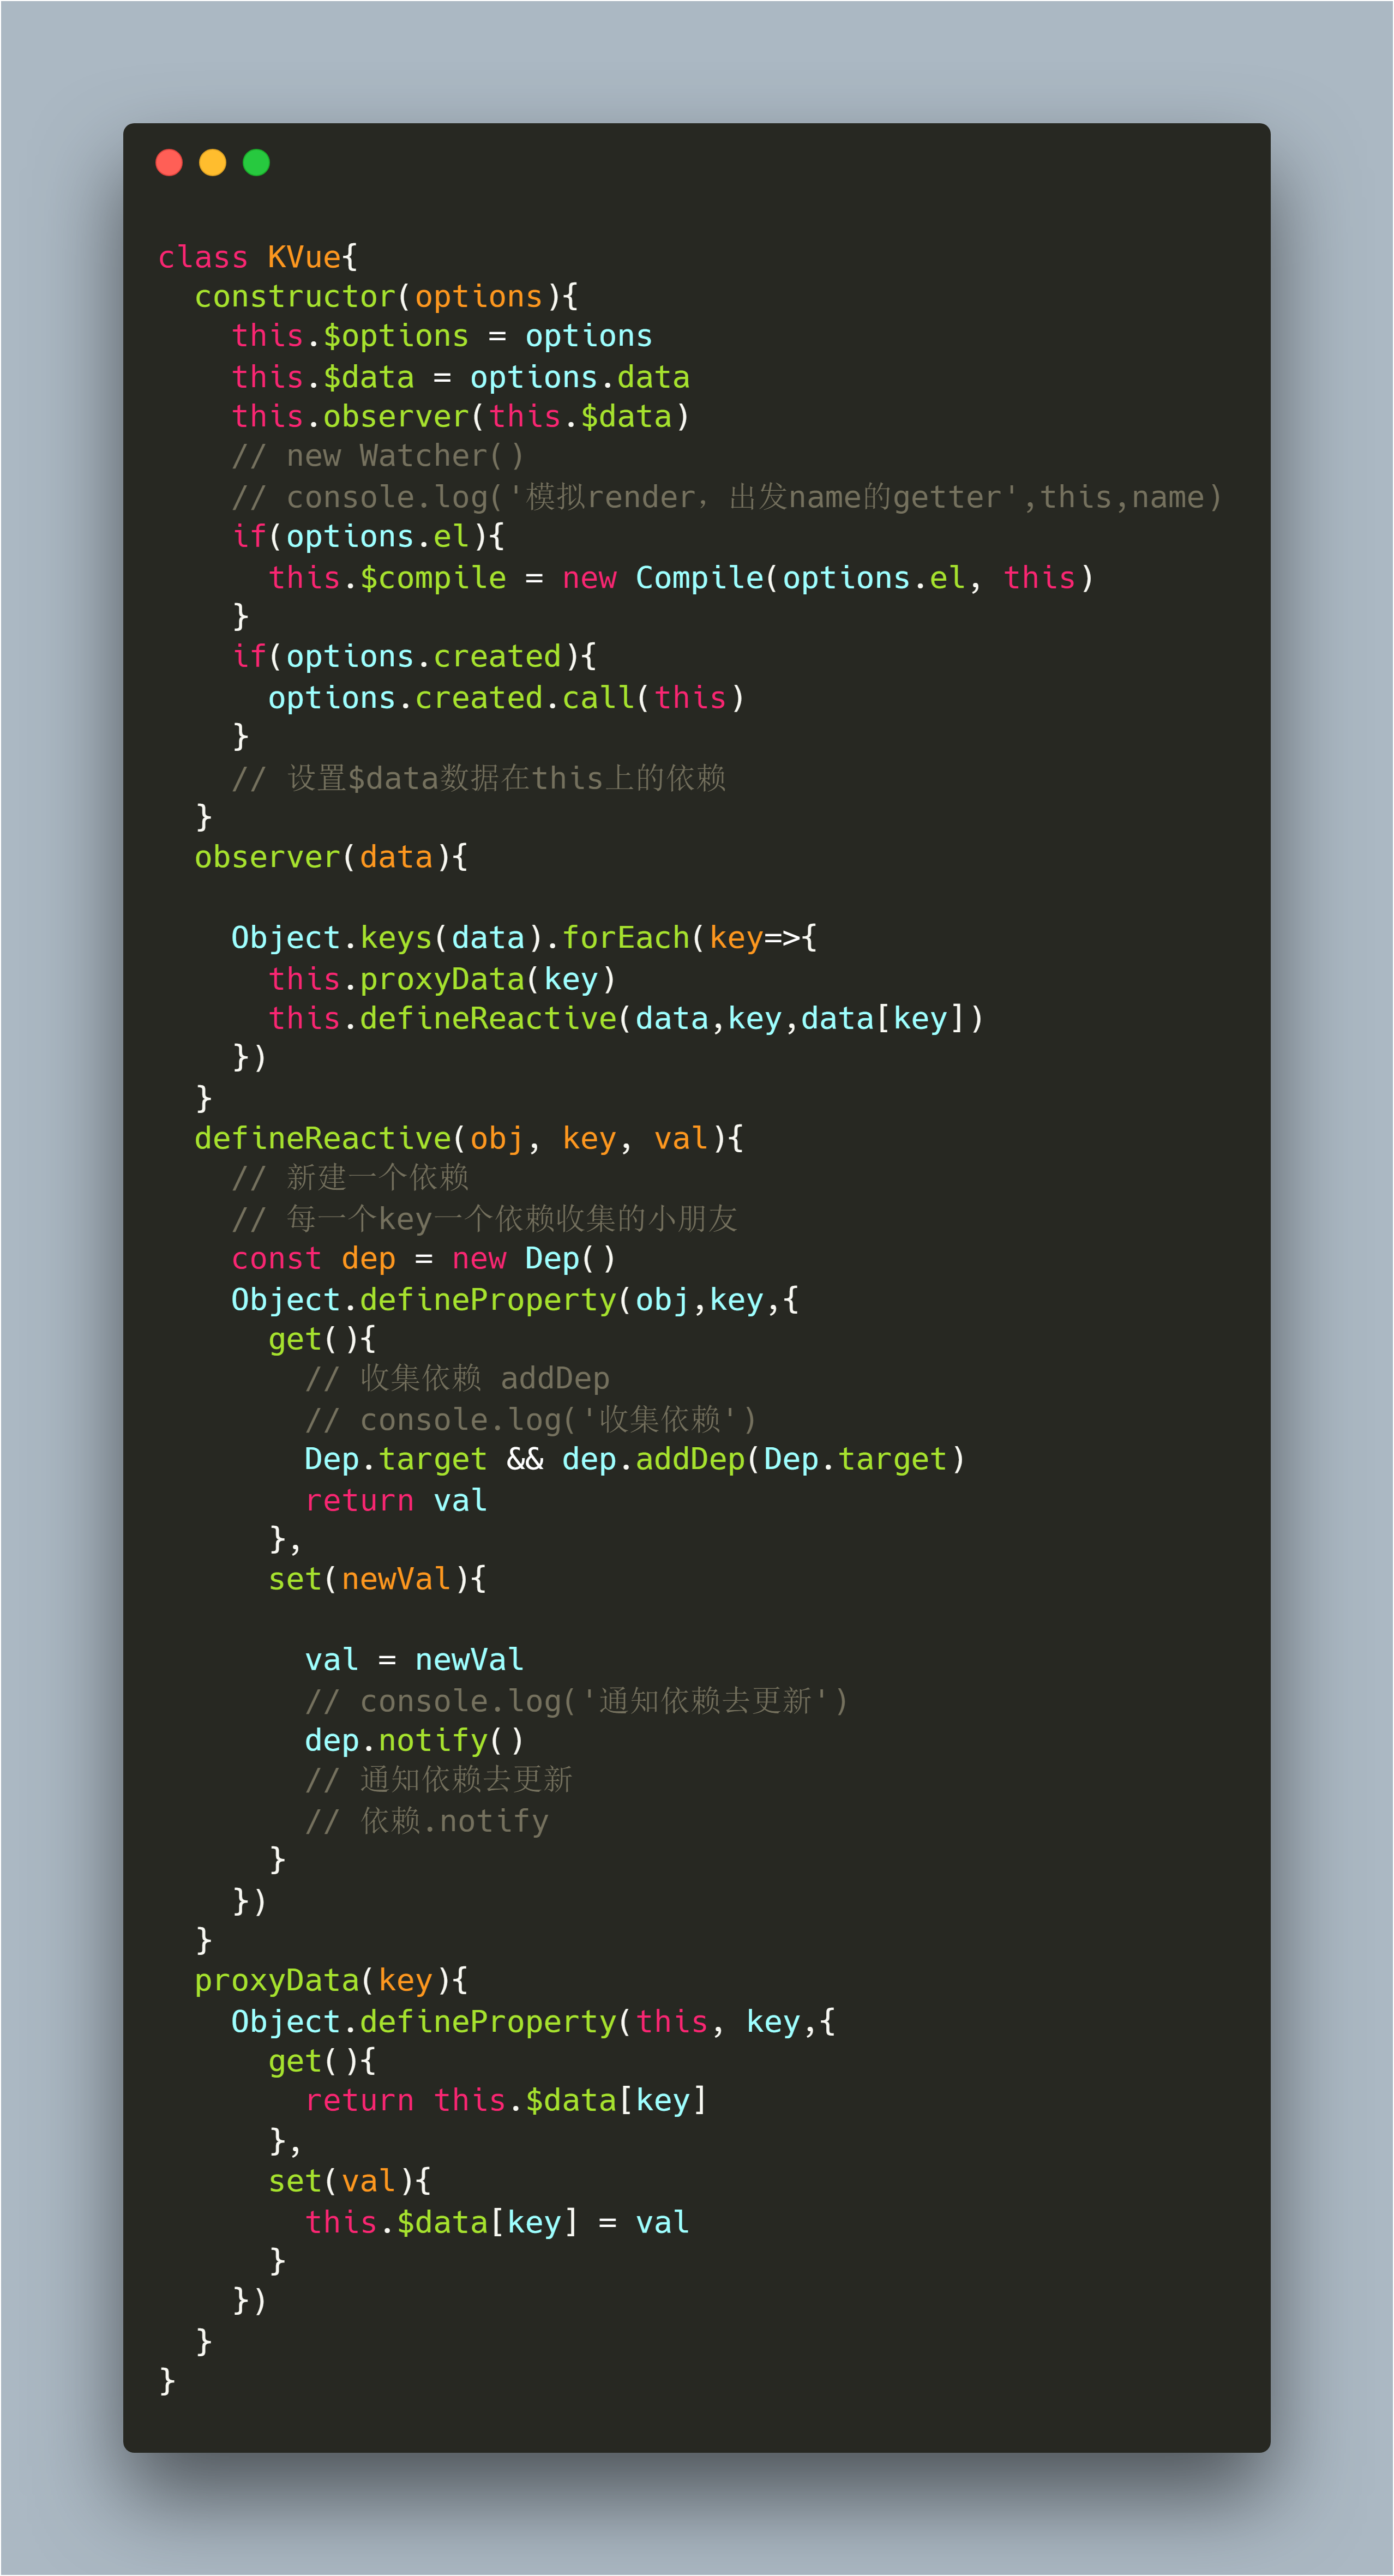 class KVue{
  constructor(options){
    this.$options = options
    this.$data = options.data
    this.observer(this.$data)
    // new Watcher()
    // console.log('模拟render，出发name的getter',this,name)
    if(options.el){
      this.$compile = new Compile(options.el, this)
    }
    if(options.created){
      options.created.call(this)
    }
    // 设置$data数据在this上的依赖
  }
  observer(data){

    Object.keys(data).forEach(key=>{
      this.proxyData(key)
      this.defineReactive(data,key,data[key])
    })
  }
  defineReactive(obj, key, val){
    // 新建一个依赖
    // 每一个key一个依赖收集的小朋友
    const dep = new Dep()
    Object.defineProperty(obj,key,{
      get(){
        // 收集依赖 addDep
        // console.log('收集依赖')
        Dep.target && dep.addDep(Dep.target)
        return val
      },
      set(newVal){

        val = newVal
        // console.log('通知依赖去更新')
        dep.notify()
        // 通知依赖去更新
        // 依赖.notify
      }
    })
  }
  proxyData(key){
    Object.defineProperty(this, key,{
      get(){
        return this.$data[key]
      },
      set(val){
        this.$data[key] = val
      }
    })
  }
}